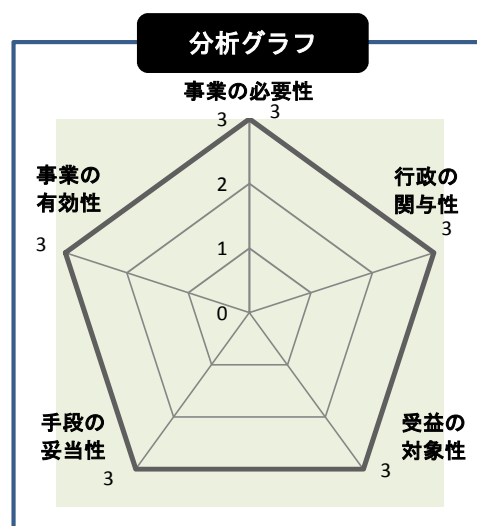 分析グラフ
事業の必要性
3
3
2
1
0
行政の
関与性
3
受益の
対象性
3
手段の
妥当性
3
事業の
有効性
3